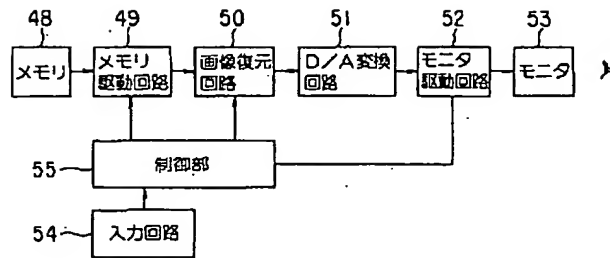 48 49 50 51 52 53
メモリ
メモリ
駆動回路
画像復元
回路
D/A変換
回路
モニタ
駆動回路
モニタ
55
制御部
54
入力回路